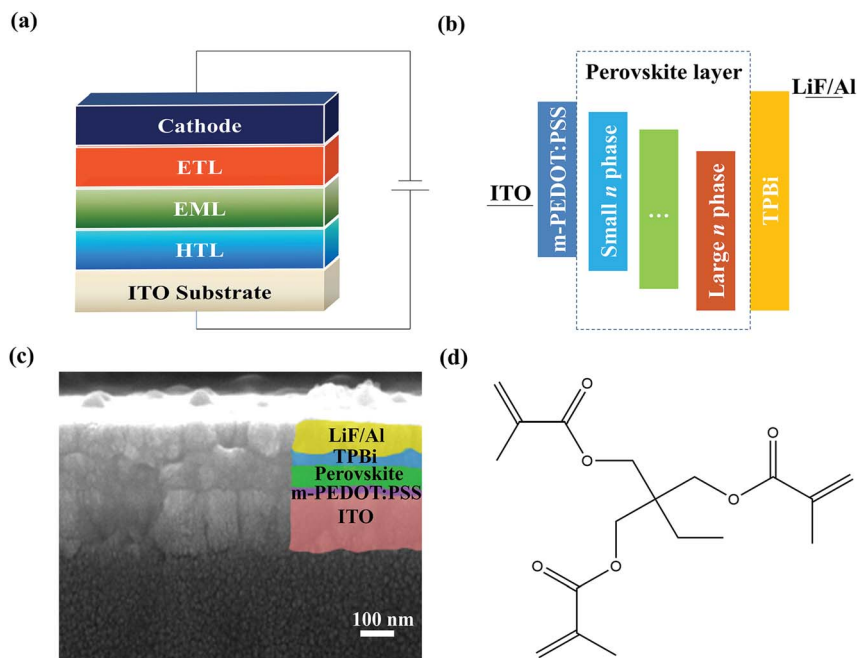 (a)
Cathode
ETL
EML
HTL
ITO Substrate
(b)
Perovskite layer
LiF/Al
ITO
m-PEDOT:PSS
Small n phase
...
Large n phase
TPBi
(c)
LiF/Al
TPBi
Perovskite
m-PEDOT:PSS
ITO
100 nm
(d)
O
O
O
O
O
O